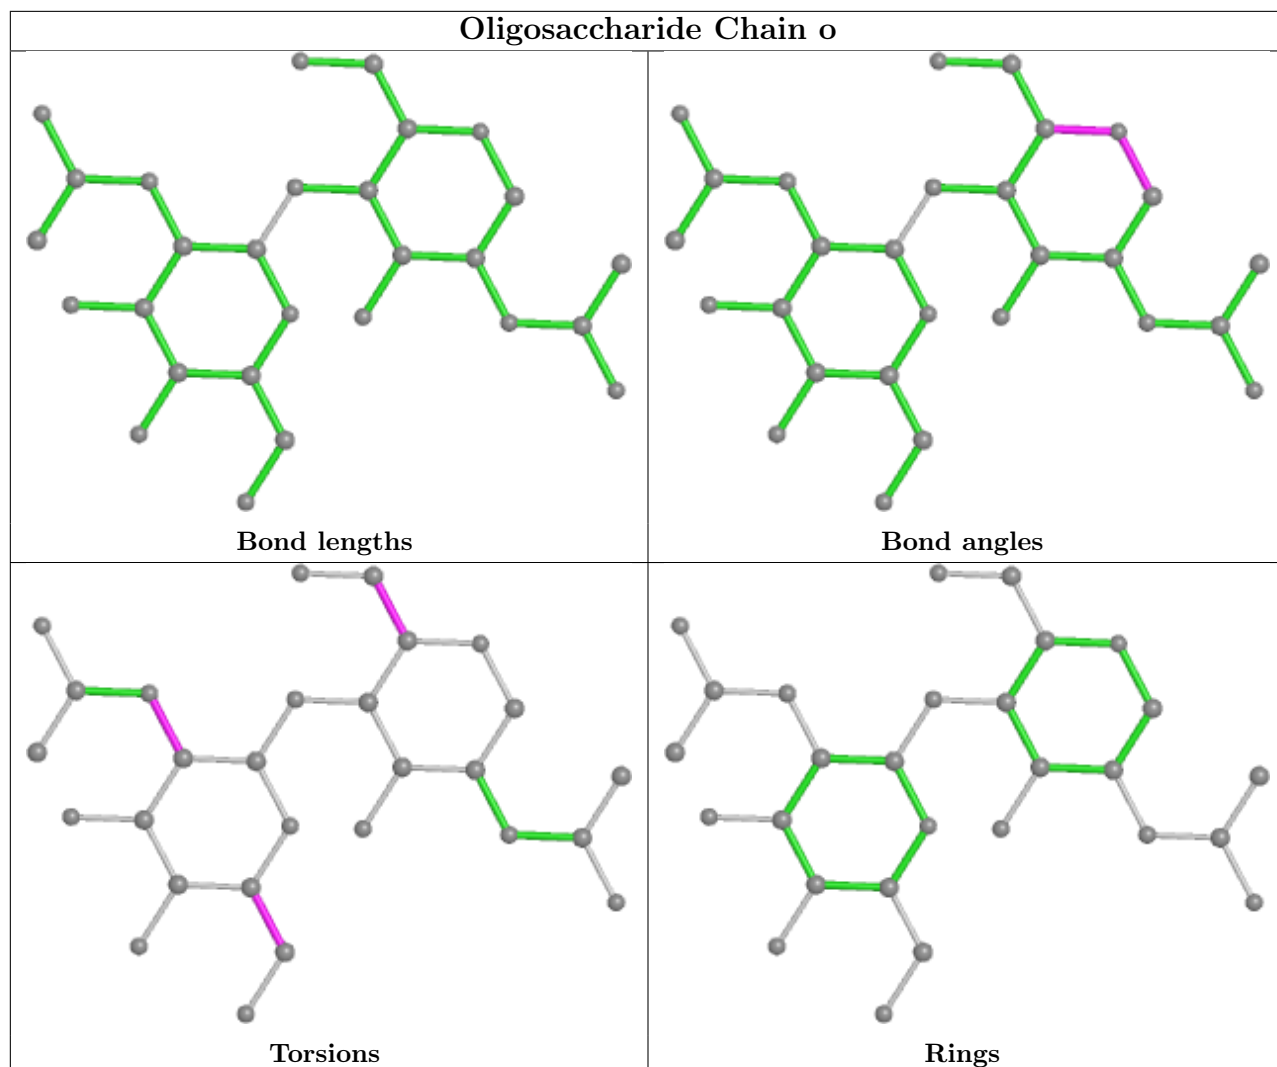 Oligosaccharide Chain o
Bond lengths
Bond angles
Torsions
Rings